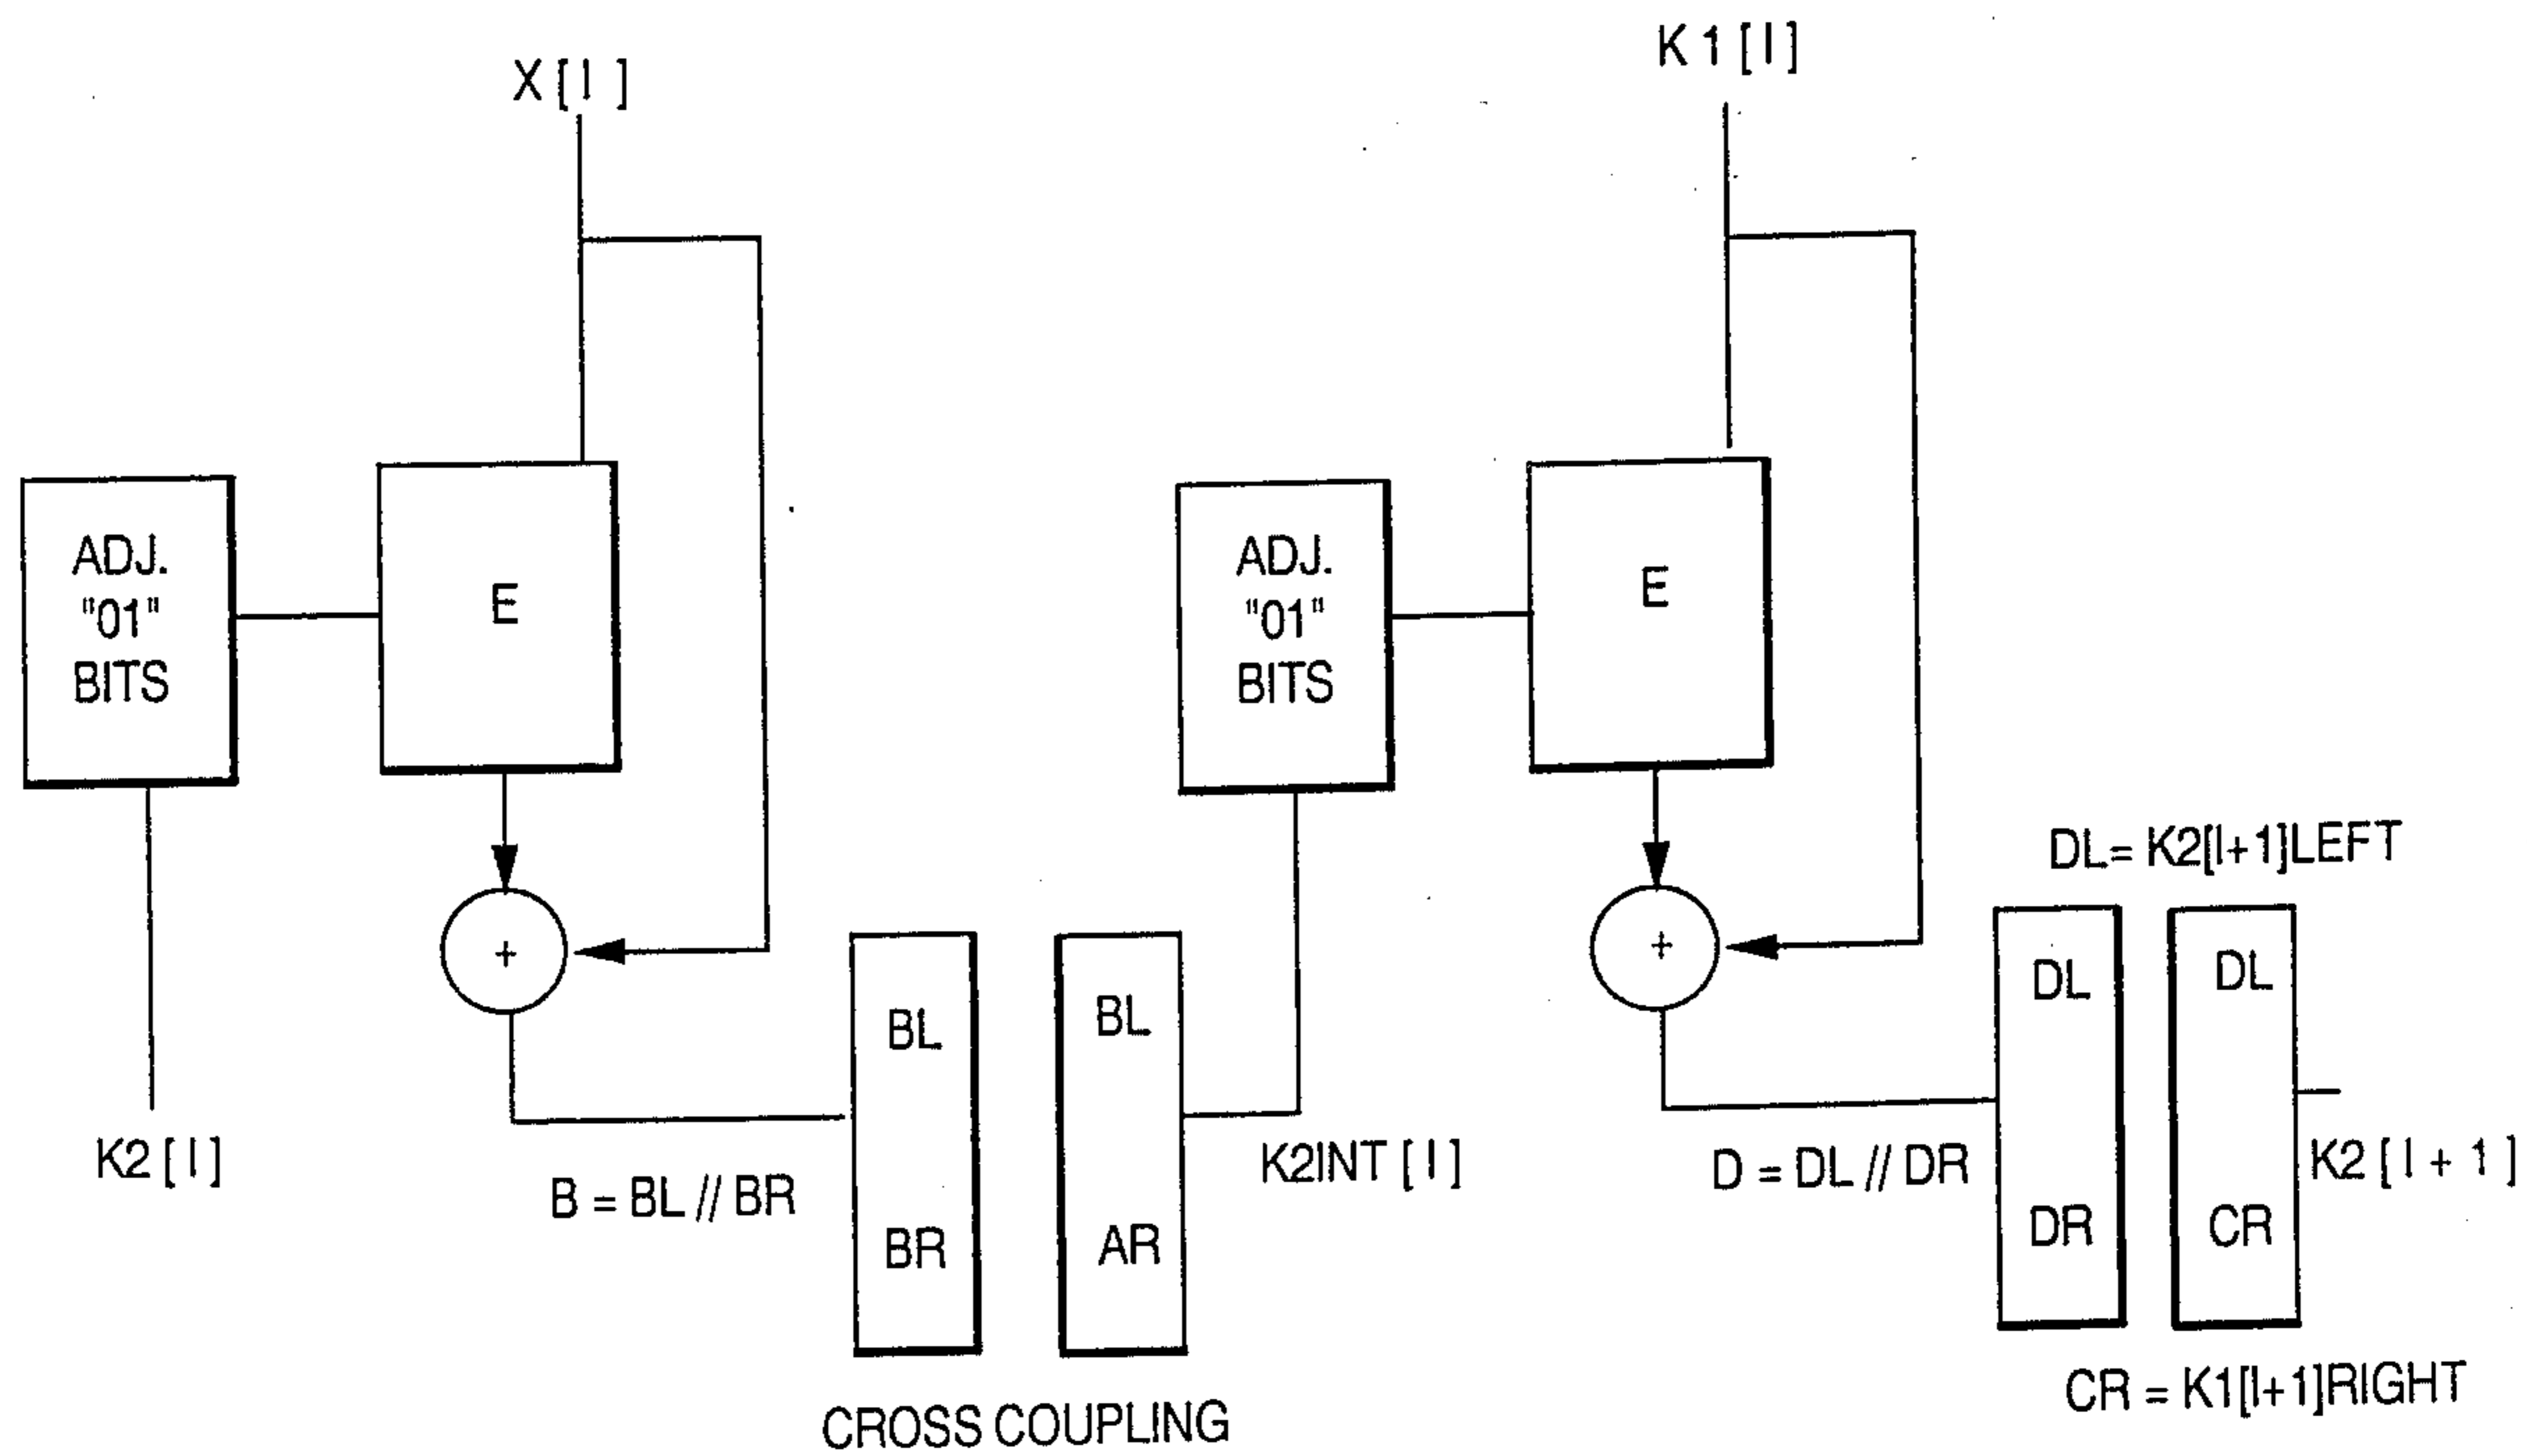 X [ I ]
K 1 [ I ]
ADJ.
"01"
BITS
E
ADJ.
"01"
BITS
E
+
+
DL= K2[I+1]LEFT
BL
BR
BL
AR
DL
DR
DL
CR
K2 [ I ]
B = BL // BR
K2INT [ I ]
D = DL // DR
K2 [ I + 1 ]
CR = K1[I+1]RIGHT
CROSS COUPLING